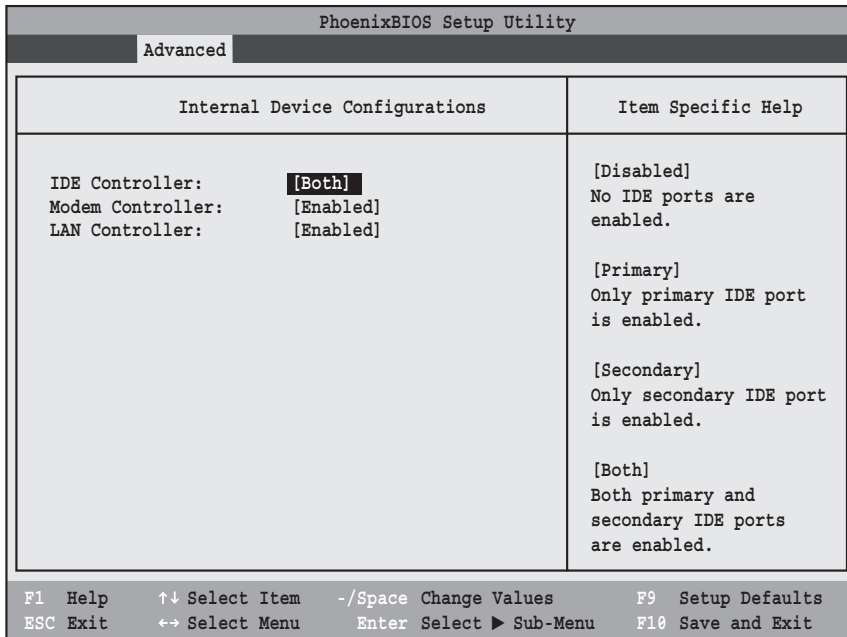 PhoenixBIOS Setup Utility
Advanced
Internal Device Configurations
Item Specific Help
IDE Controller: [Both]
Modem Controller: [Enabled]
LAN Controller: [Enabled]
[Disabled]
No IDE ports are
enabled.
[Primary]
Only primary IDE port
is enabled.
[Secondary]
Only secondary IDE port
is enabled.
[Both]
Both primary and
secondary IDE ports
are enabled.
F1 Help ↑↓ Select Item -/Space Change Values F9 Setup Defaults
ESC Exit ←→ Select Menu Enter Select ▶ Sub-Menu F10 Save and Exit